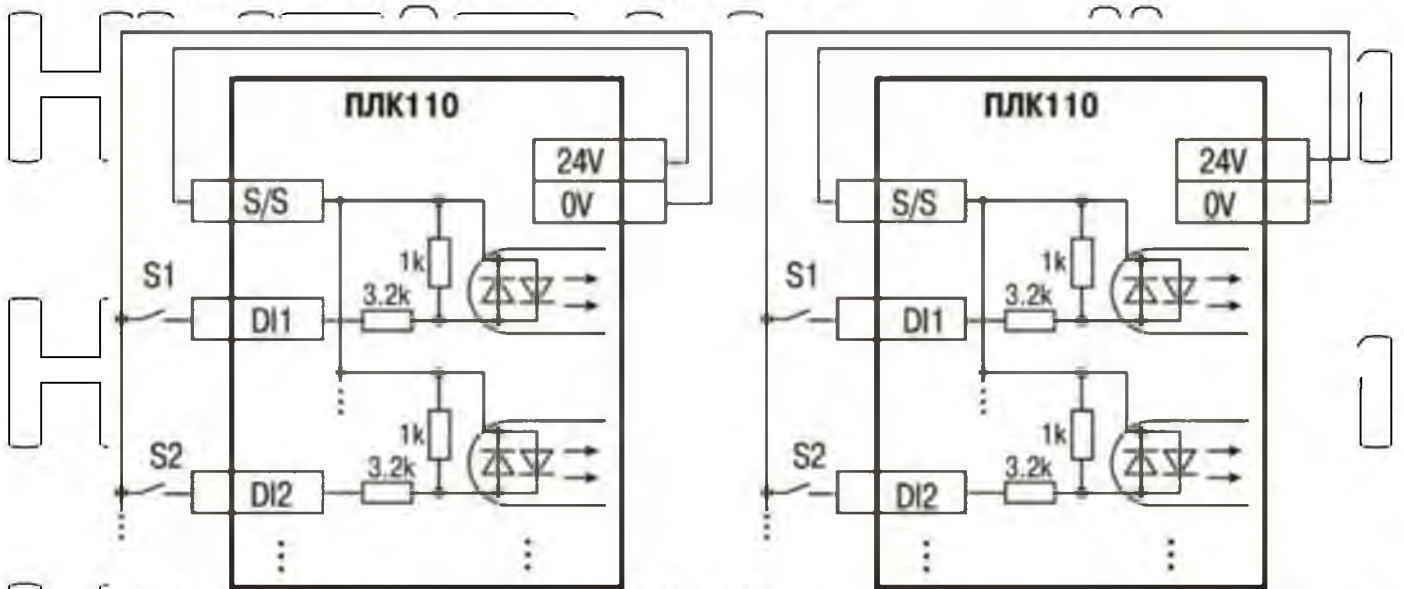 ПЛК110
ПЛК110
24V
24V
S/S
0V
S/S
0V
S1
1k
S1
1k
3.2k
3.2k
DI1
DI1
S2
1k
S2
1k
3.2k
3.2k
DI2
DI2